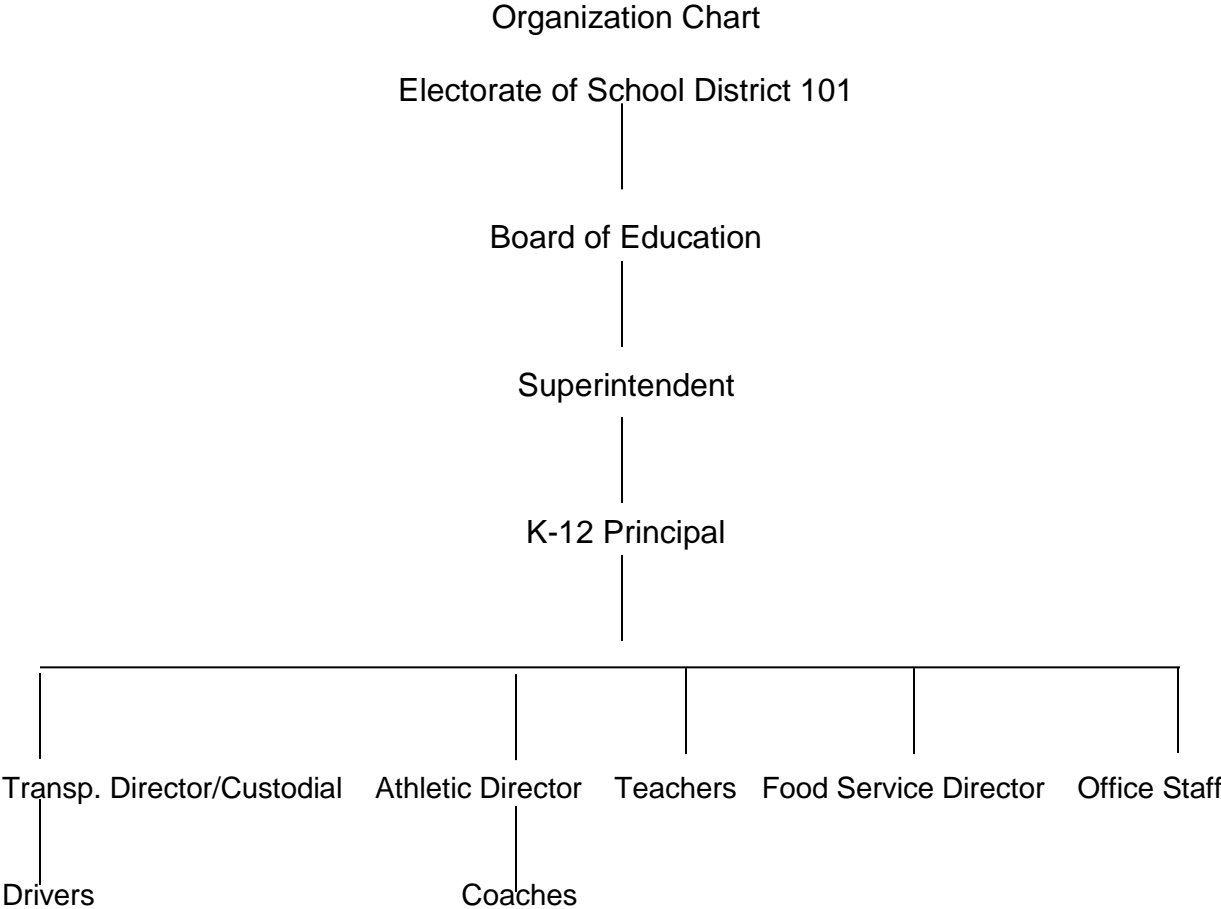 Organization Chart
Electorate of School District 101
Board of Education
Superintendent
K-12 Principal
Transp. Director/Custodial Athletic Director Teachers Food Service Director Office Staff
Drivers Coaches